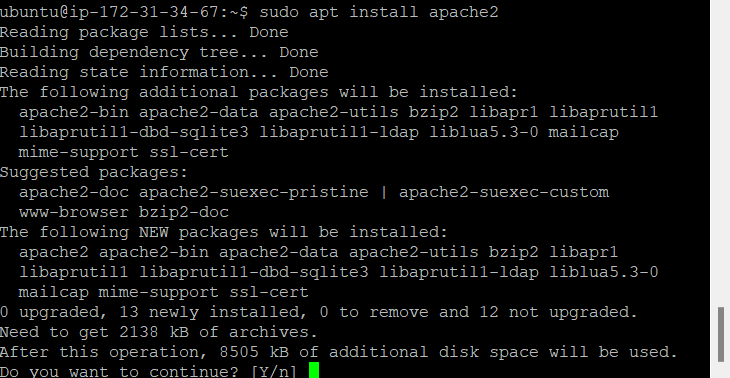 ubuntu@ip-172-31-34-67:~$ sudo apt install apache2
Reading package lists... Done
Building dependency tree... Done
Reading state information... Done
The following additional packages will be installed:
  apache2-bin apache2-data apache2-utils bzip2 libapr1 libaprutil1
  libaprutil1-dbd-sqlite3 libaprutil1-ldap liblua5.3-0 mailcap
  mime-support ssl-cert
Suggested packages:
  apache2-doc apache2-suexec-pristine | apache2-suexec-custom
  www-browser bzip2-doc
The following NEW packages will be installed:
  apache2 apache2-bin apache2-data apache2-utils bzip2 libapr1
  libaprutil1 libaprutil1-dbd-sqlite3 libaprutil1-ldap liblua5.3-0
  mailcap mime-support ssl-cert
0 upgraded, 13 newly installed, 0 to remove and 12 not upgraded.
Need to get 2138 kB of archives.
After this operation, 8505 kB of additional disk space will be used.
Do you want to continue? [Y/n]